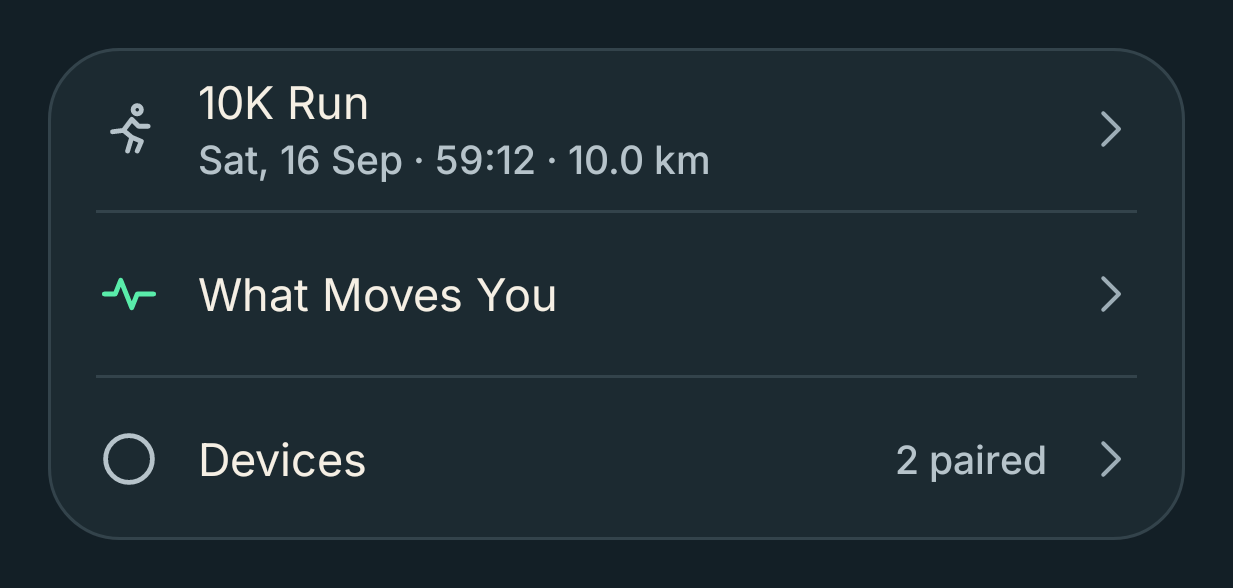 10K Run
Sat, 16 Sep · 59:12 · 10.0 km
What Moves You
Devices
2 paired